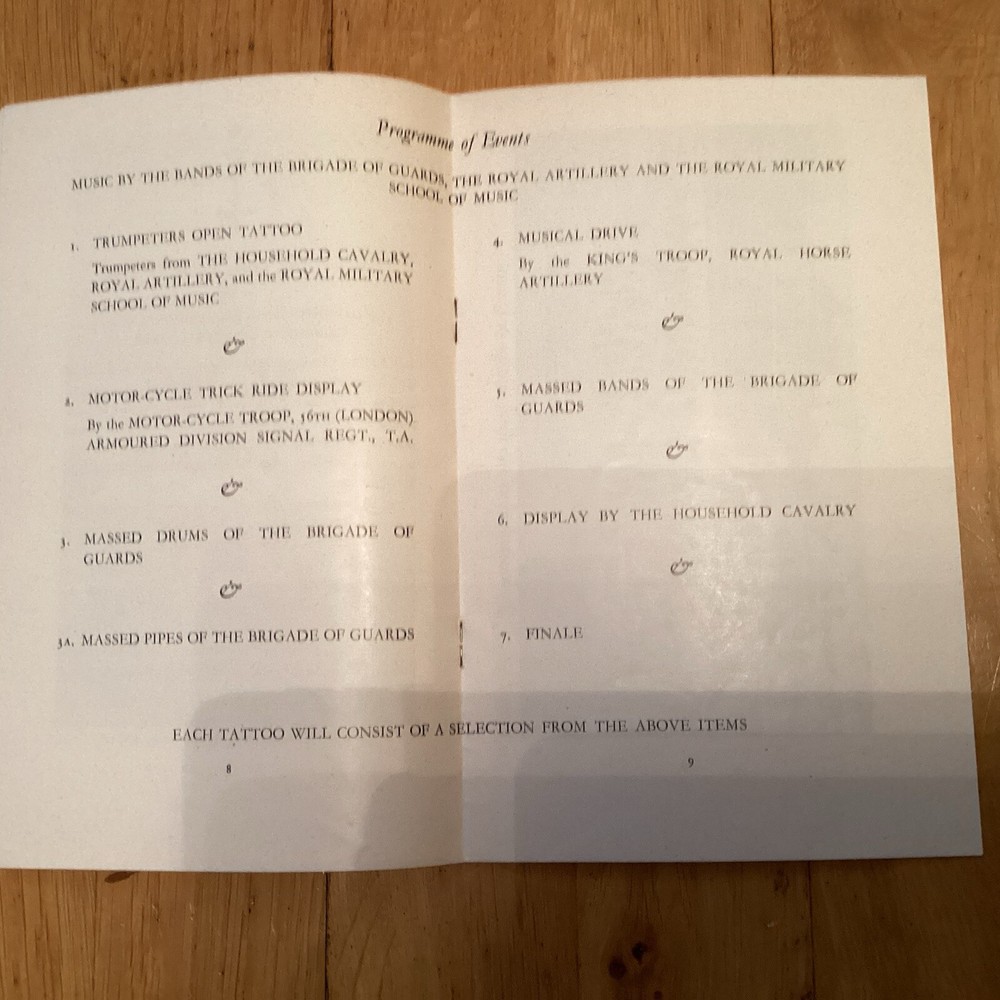 Programme of Events
MUSIC BY THE BANDS OF THE BRIGADE OF GUARDS, THE ROYAL ARTILLERY AND THE ROYAL MILITARY
SCHOOL OF MUSIC
1. TRUMPETERS OPEN TATTOO
Trumpeters from THE HOUSEHOLD CAVALRY,
ROYAL ARTILLERY, and the ROYAL MILITARY
SCHOOL OF MUSIC
2. MOTOR-CYCLE TRICK RIDE DISPLAY
By the MOTOR-CYCLE TROOP, 56TH (LONDON)
ARMOURED DIVISION SIGNAL REGT., T.A.
3. MASSED DRUMS OF THE BRIGADE OF
GUARDS
3A. MASSED PIPES OF THE BRIGADE OF GUARDS
4. MUSICAL DRIVE
By the KING'S TROOP, ROYAL HORSE
ARTILLERY
5. MASSED BANDS OF THE BRIGADE OF
GUARDS
6. DISPLAY BY THE HOUSEHOLD CAVALRY
7. FINALE
EACH TATTOO WILL CONSIST OF A SELECTION FROM THE ABOVE ITEMS
8
9